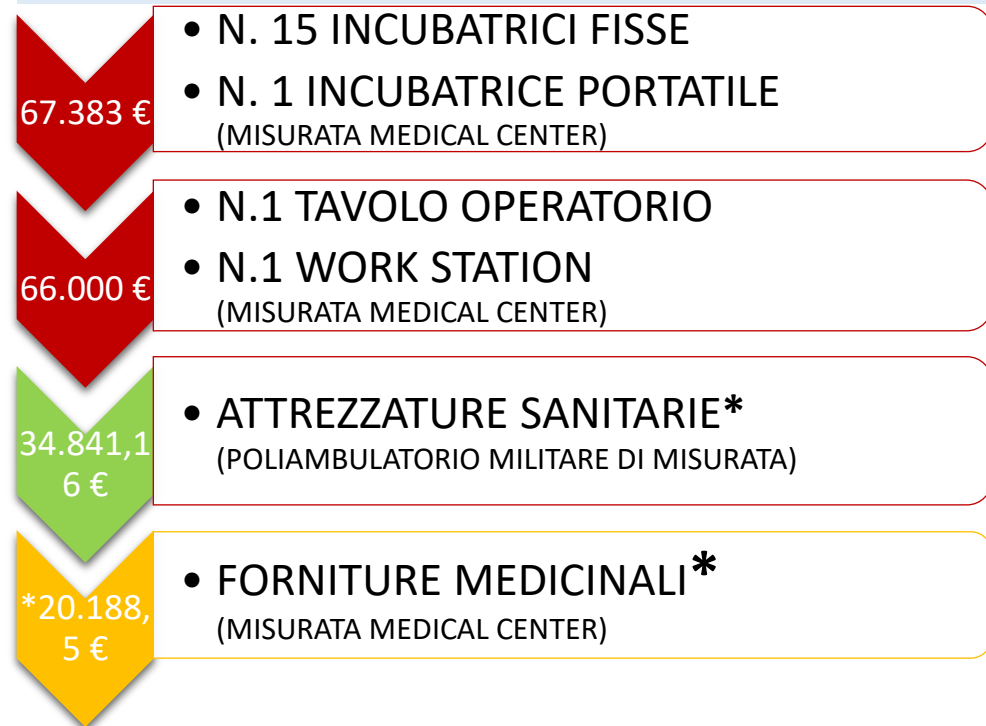 67.383 €
• N. 15 INCUBATRICI FISSE
• N. 1 INCUBATRICE PORTATILE
(MISURATA MEDICAL CENTER)
66.000 €
• N.1 TAVOLO OPERATORIO
• N.1 WORK STATION
(MISURATA MEDICAL CENTER)
34.841,1
6 €
• ATTREZZATURE SANITARIE*
(POLIAMBULATORIO MILITARE DI MISURATA)
*20.188,
5 €
• FORNITURE MEDICINALI*
(MISURATA MEDICAL CENTER)